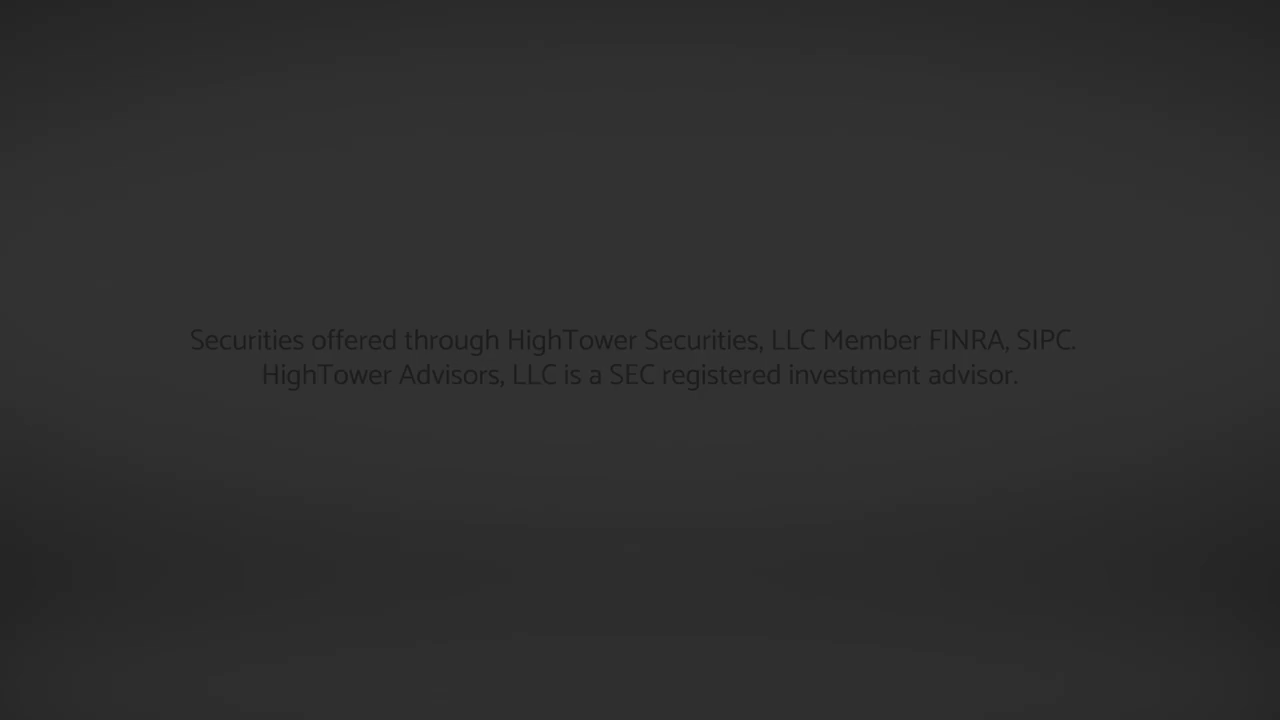 Securities offered through HighTower Securities, LLC Member FINRA, SIPC.
HighTower Advisors, LLC is a SEC registered investment advisor.